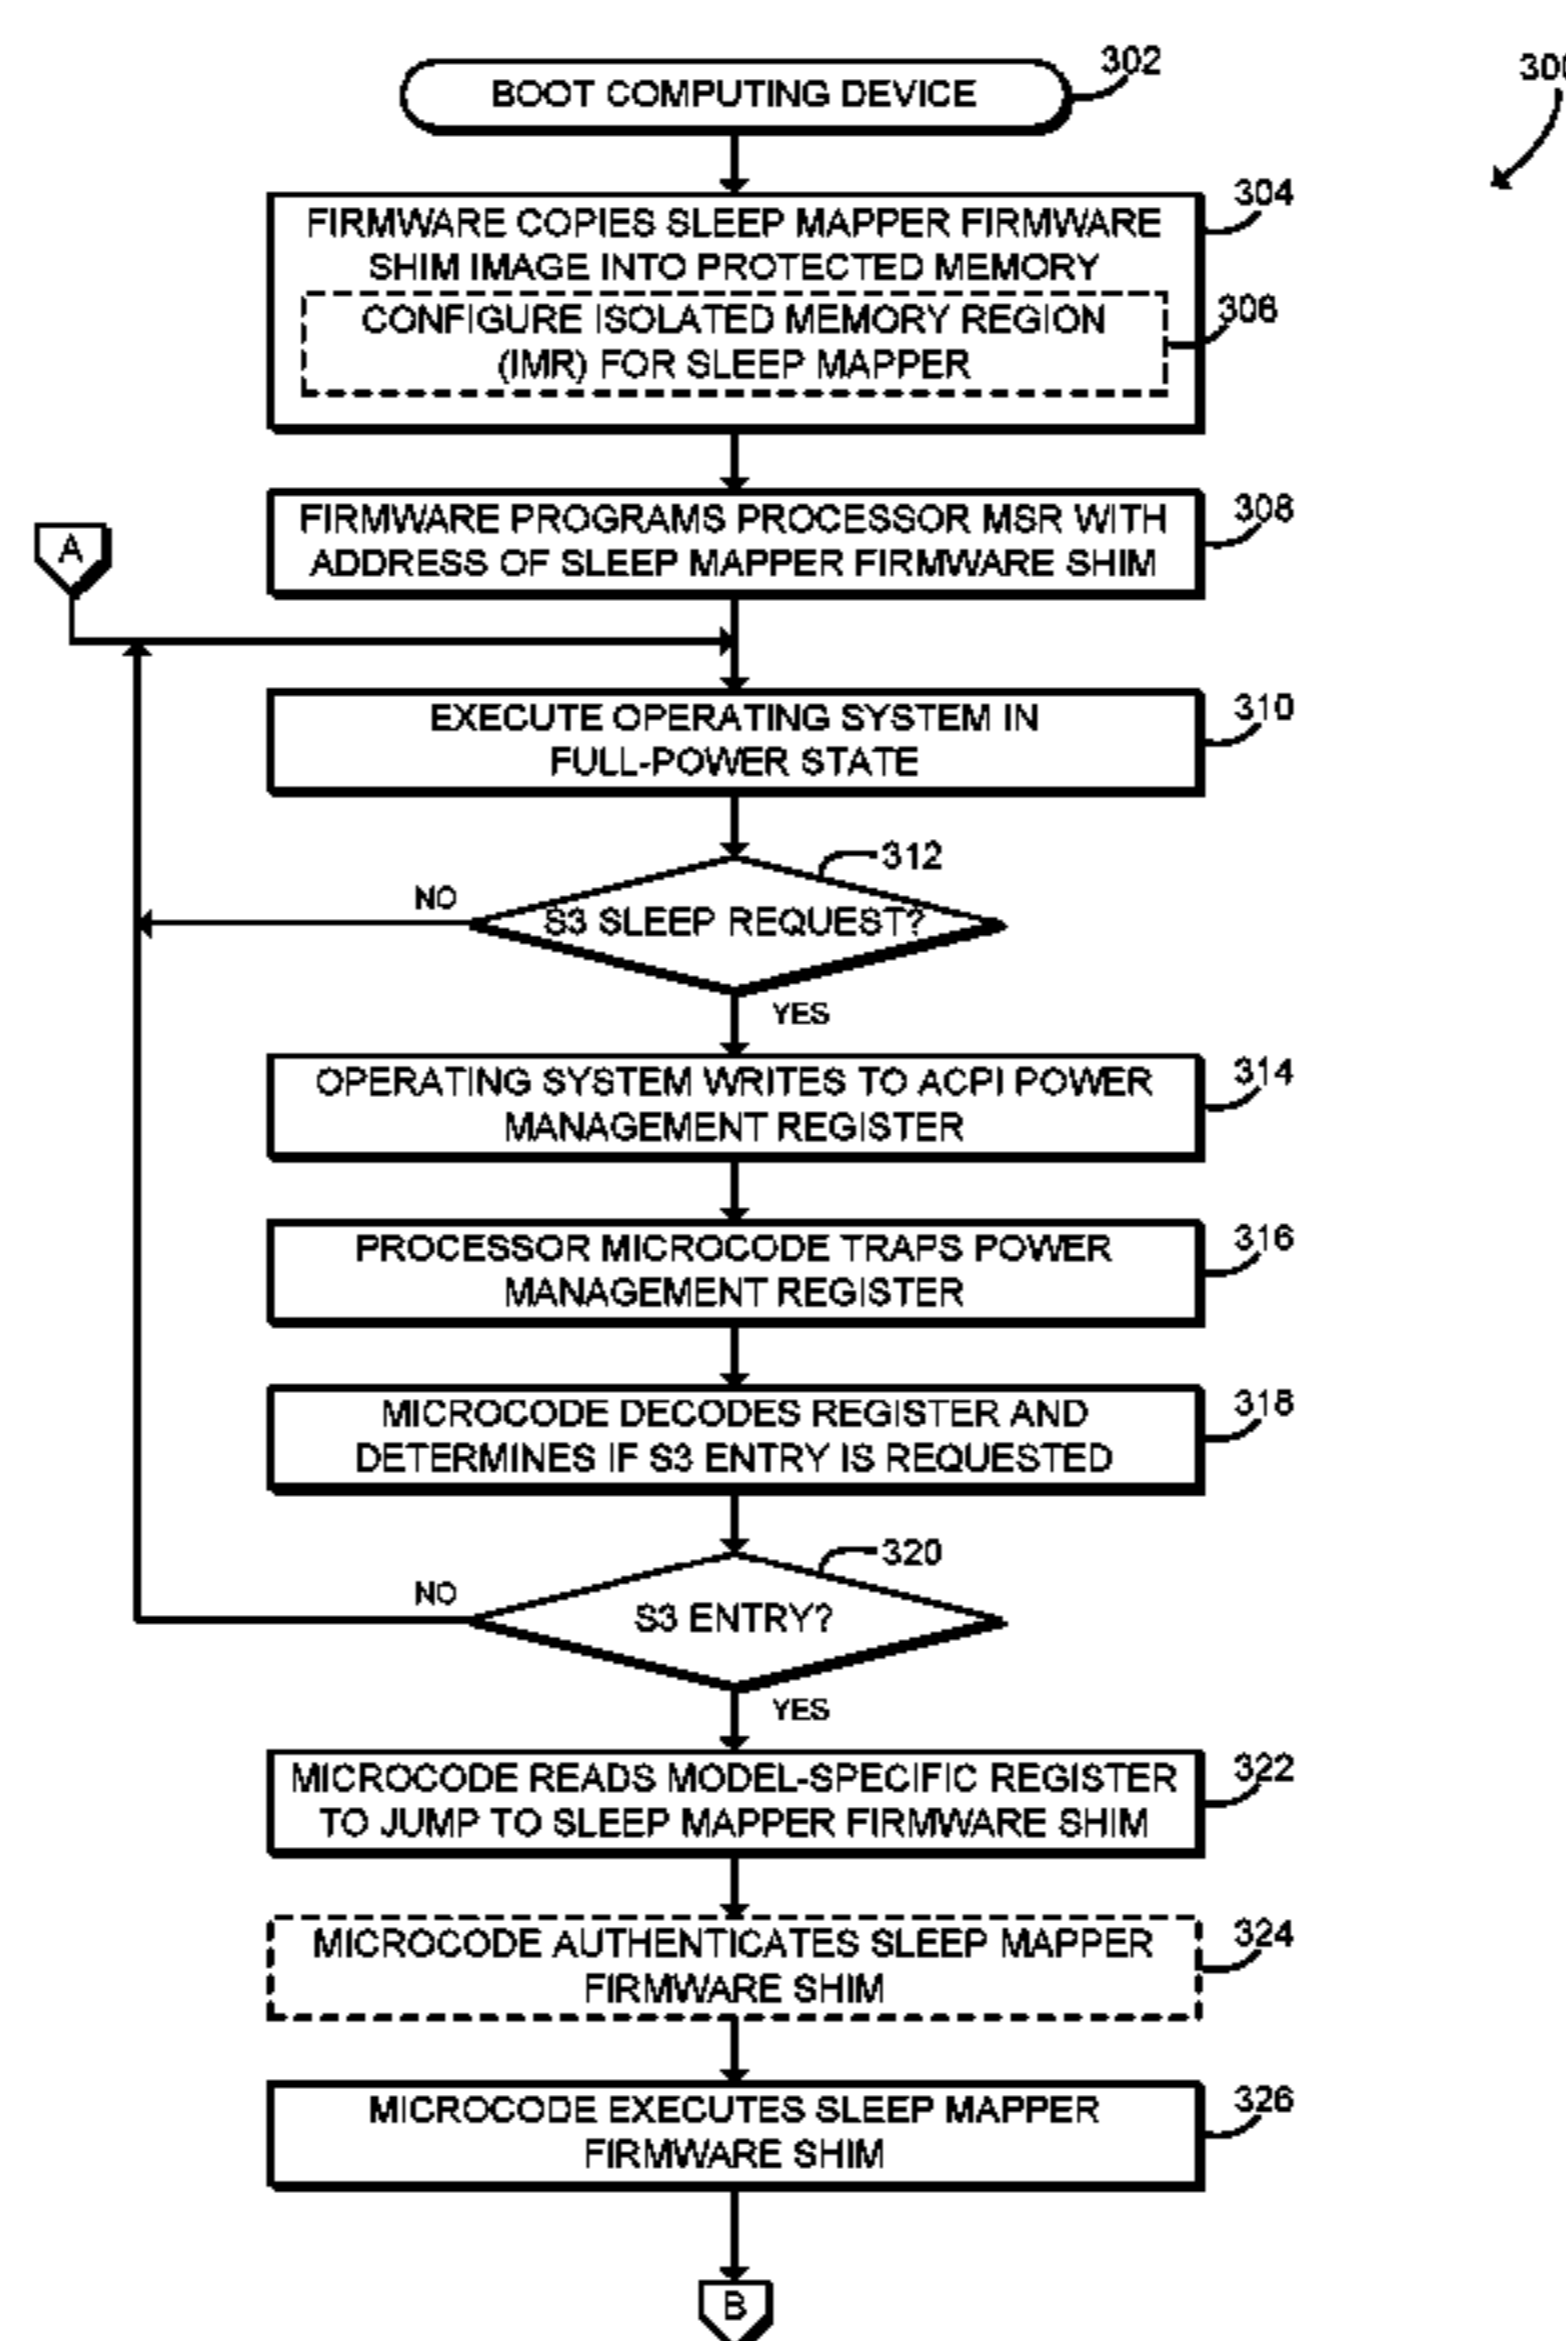 BOOT COMPUTING DEVICE
302
300
FIRMWARE COPIES SLEEP MAPPER FIRMWARE
SHIM IMAGE INTO PROTECTED MEMORY
304
CONFIGURE ISOLATED MEMORY REGION
(IMR) FOR SLEEP MAPPER
306
FIRMWARE PROGRAMS PROCESSOR MSR WITH
ADDRESS OF SLEEP MAPPER FIRMWARE SHIM
308
A
EXECUTE OPERATING SYSTEM IN
FULL-POWER STATE
310
312
NO
S3 SLEEP REQUEST?
YES
OPERATING SYSTEM WRITES TO ACPI POWER
MANAGEMENT REGISTER
314
PROCESSOR MICROCODE TRAPS POWER
MANAGEMENT REGISTER
316
MICROCODE DECODES REGISTER AND
DETERMINES IF S3 ENTRY IS REQUESTED
318
320
NO
S3 ENTRY?
YES
MICROCODE READS MODEL-SPECIFIC REGISTER
TO JUMP TO SLEEP MAPPER FIRMWARE SHIM
322
MICROCODE AUTHENTICATES SLEEP MAPPER
FIRMWARE SHIM
324
MICROCODE EXECUTES SLEEP MAPPER
FIRMWARE SHIM
326
B